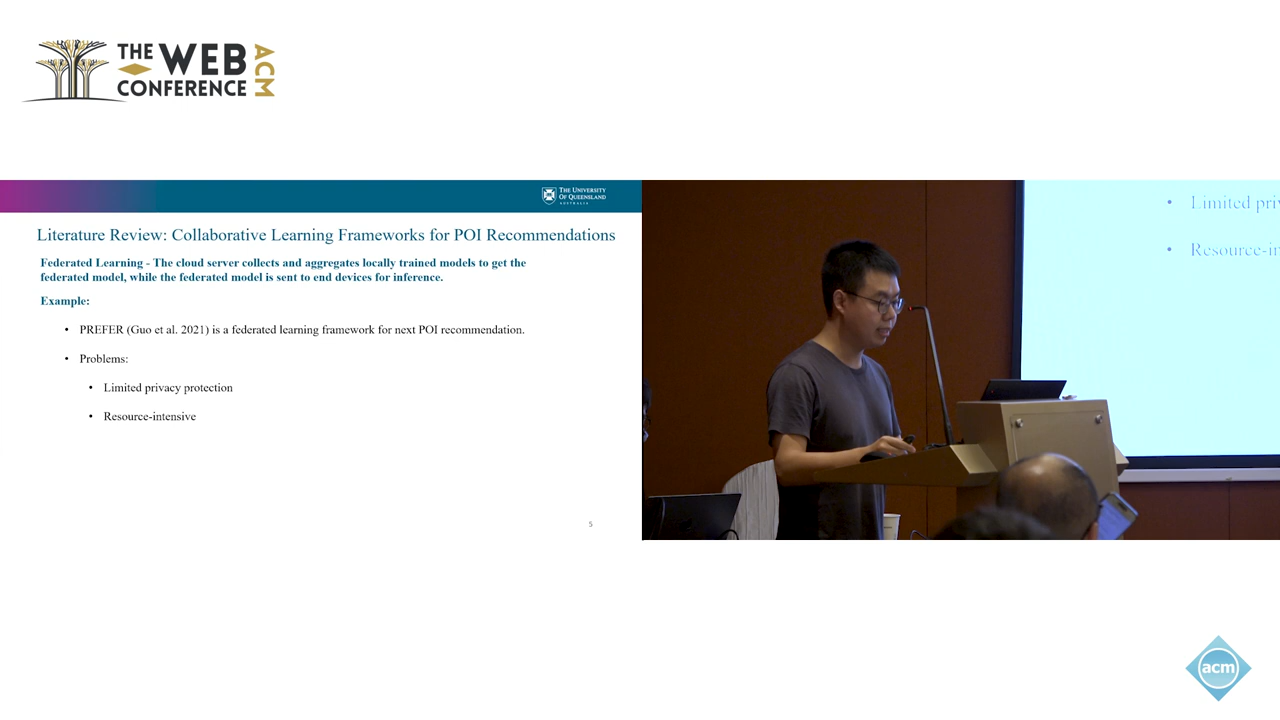 THE WEB
CONFERENCE
ACM
THE UNIVERSITY
OF QUEENSLAND
AUSTRALIA
Literature Review: Collaborative Learning Frameworks for POI Recommendations
Federated Learning - The cloud server collects and aggregates locally trained models to get the
federated model, while the federated model is sent to end devices for inference.
Example:
• PREFER (Guo et al. 2021) is a federated learning framework for next POI recommendation.
• Problems:
• Limited privacy protection
• Resource-intensive
5
• Limited pri
• Resource-in
acm